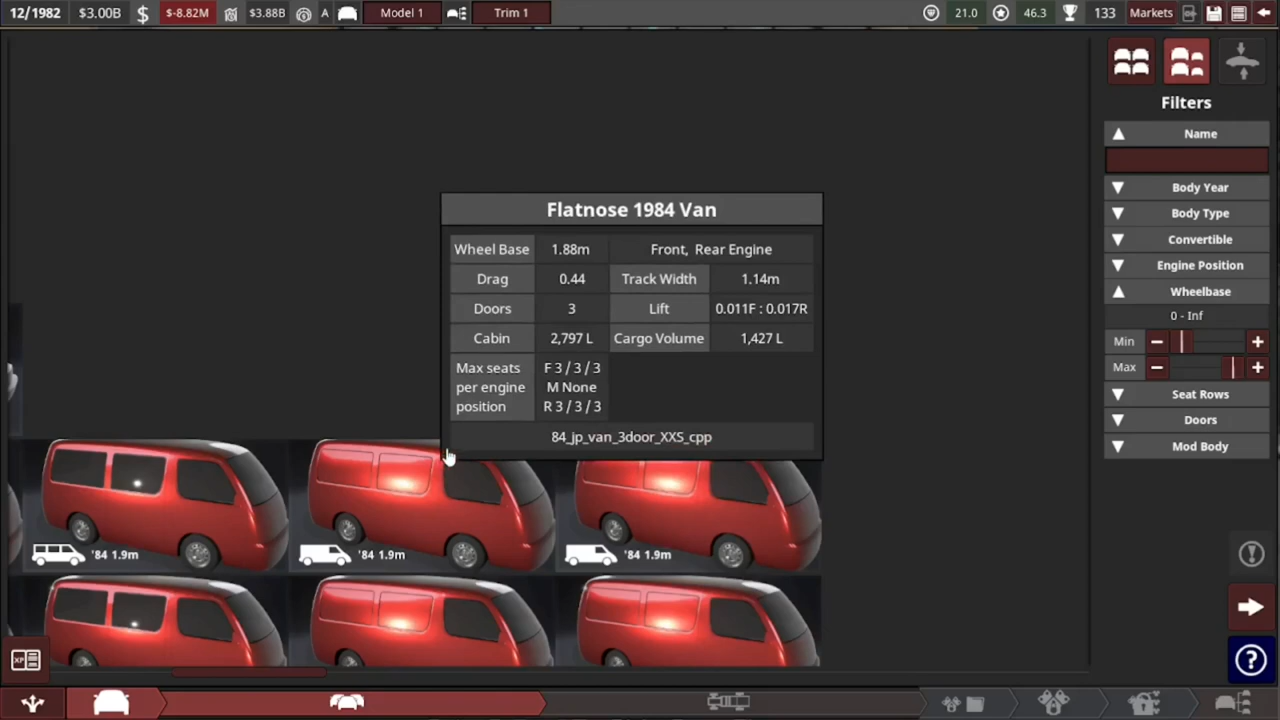 12/1982 $3.00B $ $-8.82M $3.88B A Model 1 Trim 1 21.0 46.3 133 Markets
Filters
Name
Body Year
Body Type
Convertible
Engine Position
Wheelbase
0 - Inf
Min
Max
Seat Rows
Doors
Mod Body
Flatnose 1984 Van
Wheel Base 1.88m Front, Rear Engine
Drag 0.44 Track Width 1.14m
Doors 3 Lift 0.011F : 0.017R
Cabin 2,797 L Cargo Volume 1,427 L
Max seats F 3 / 3 / 3
per engine M None
position R 3 / 3 / 3
84_jp_van_3door_XXS_cpp
'84 1.9m '84 1.9m '84 1.9m
XP
?